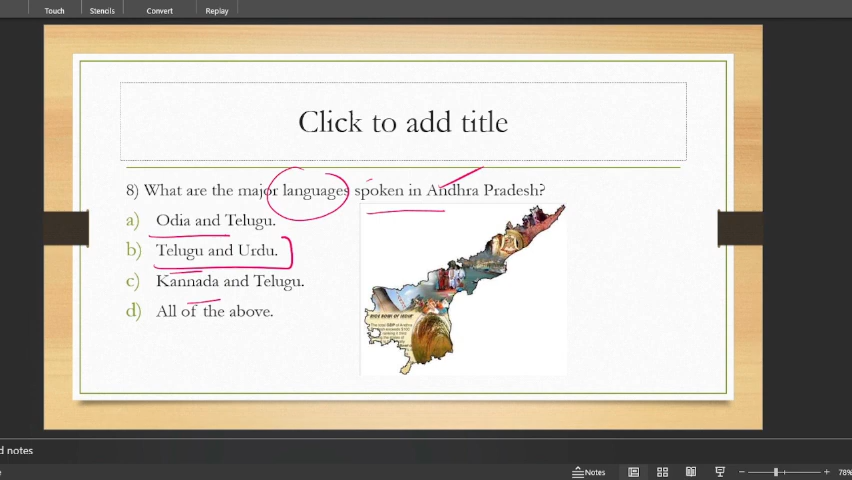 Touch Stencils Convert Replay
Click to add title
8) What are the major languages spoken in Andhra Pradesh?
a) Odia and Telugu.
b) Telugu and Urdu.
c) Kannada and Telugu.
d) All of the above.
d notes
Notes
78%